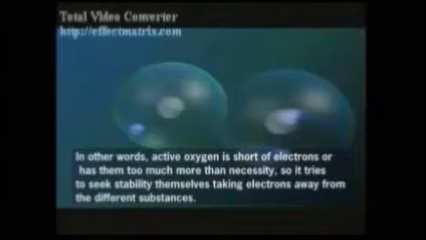 Total Video Converter
http://effectmatrix.com
In other words, active oxygen is short of electrons or
has them too much more than necessity, so it tries
to seek stability themselves taking electrons away from
the different substances.